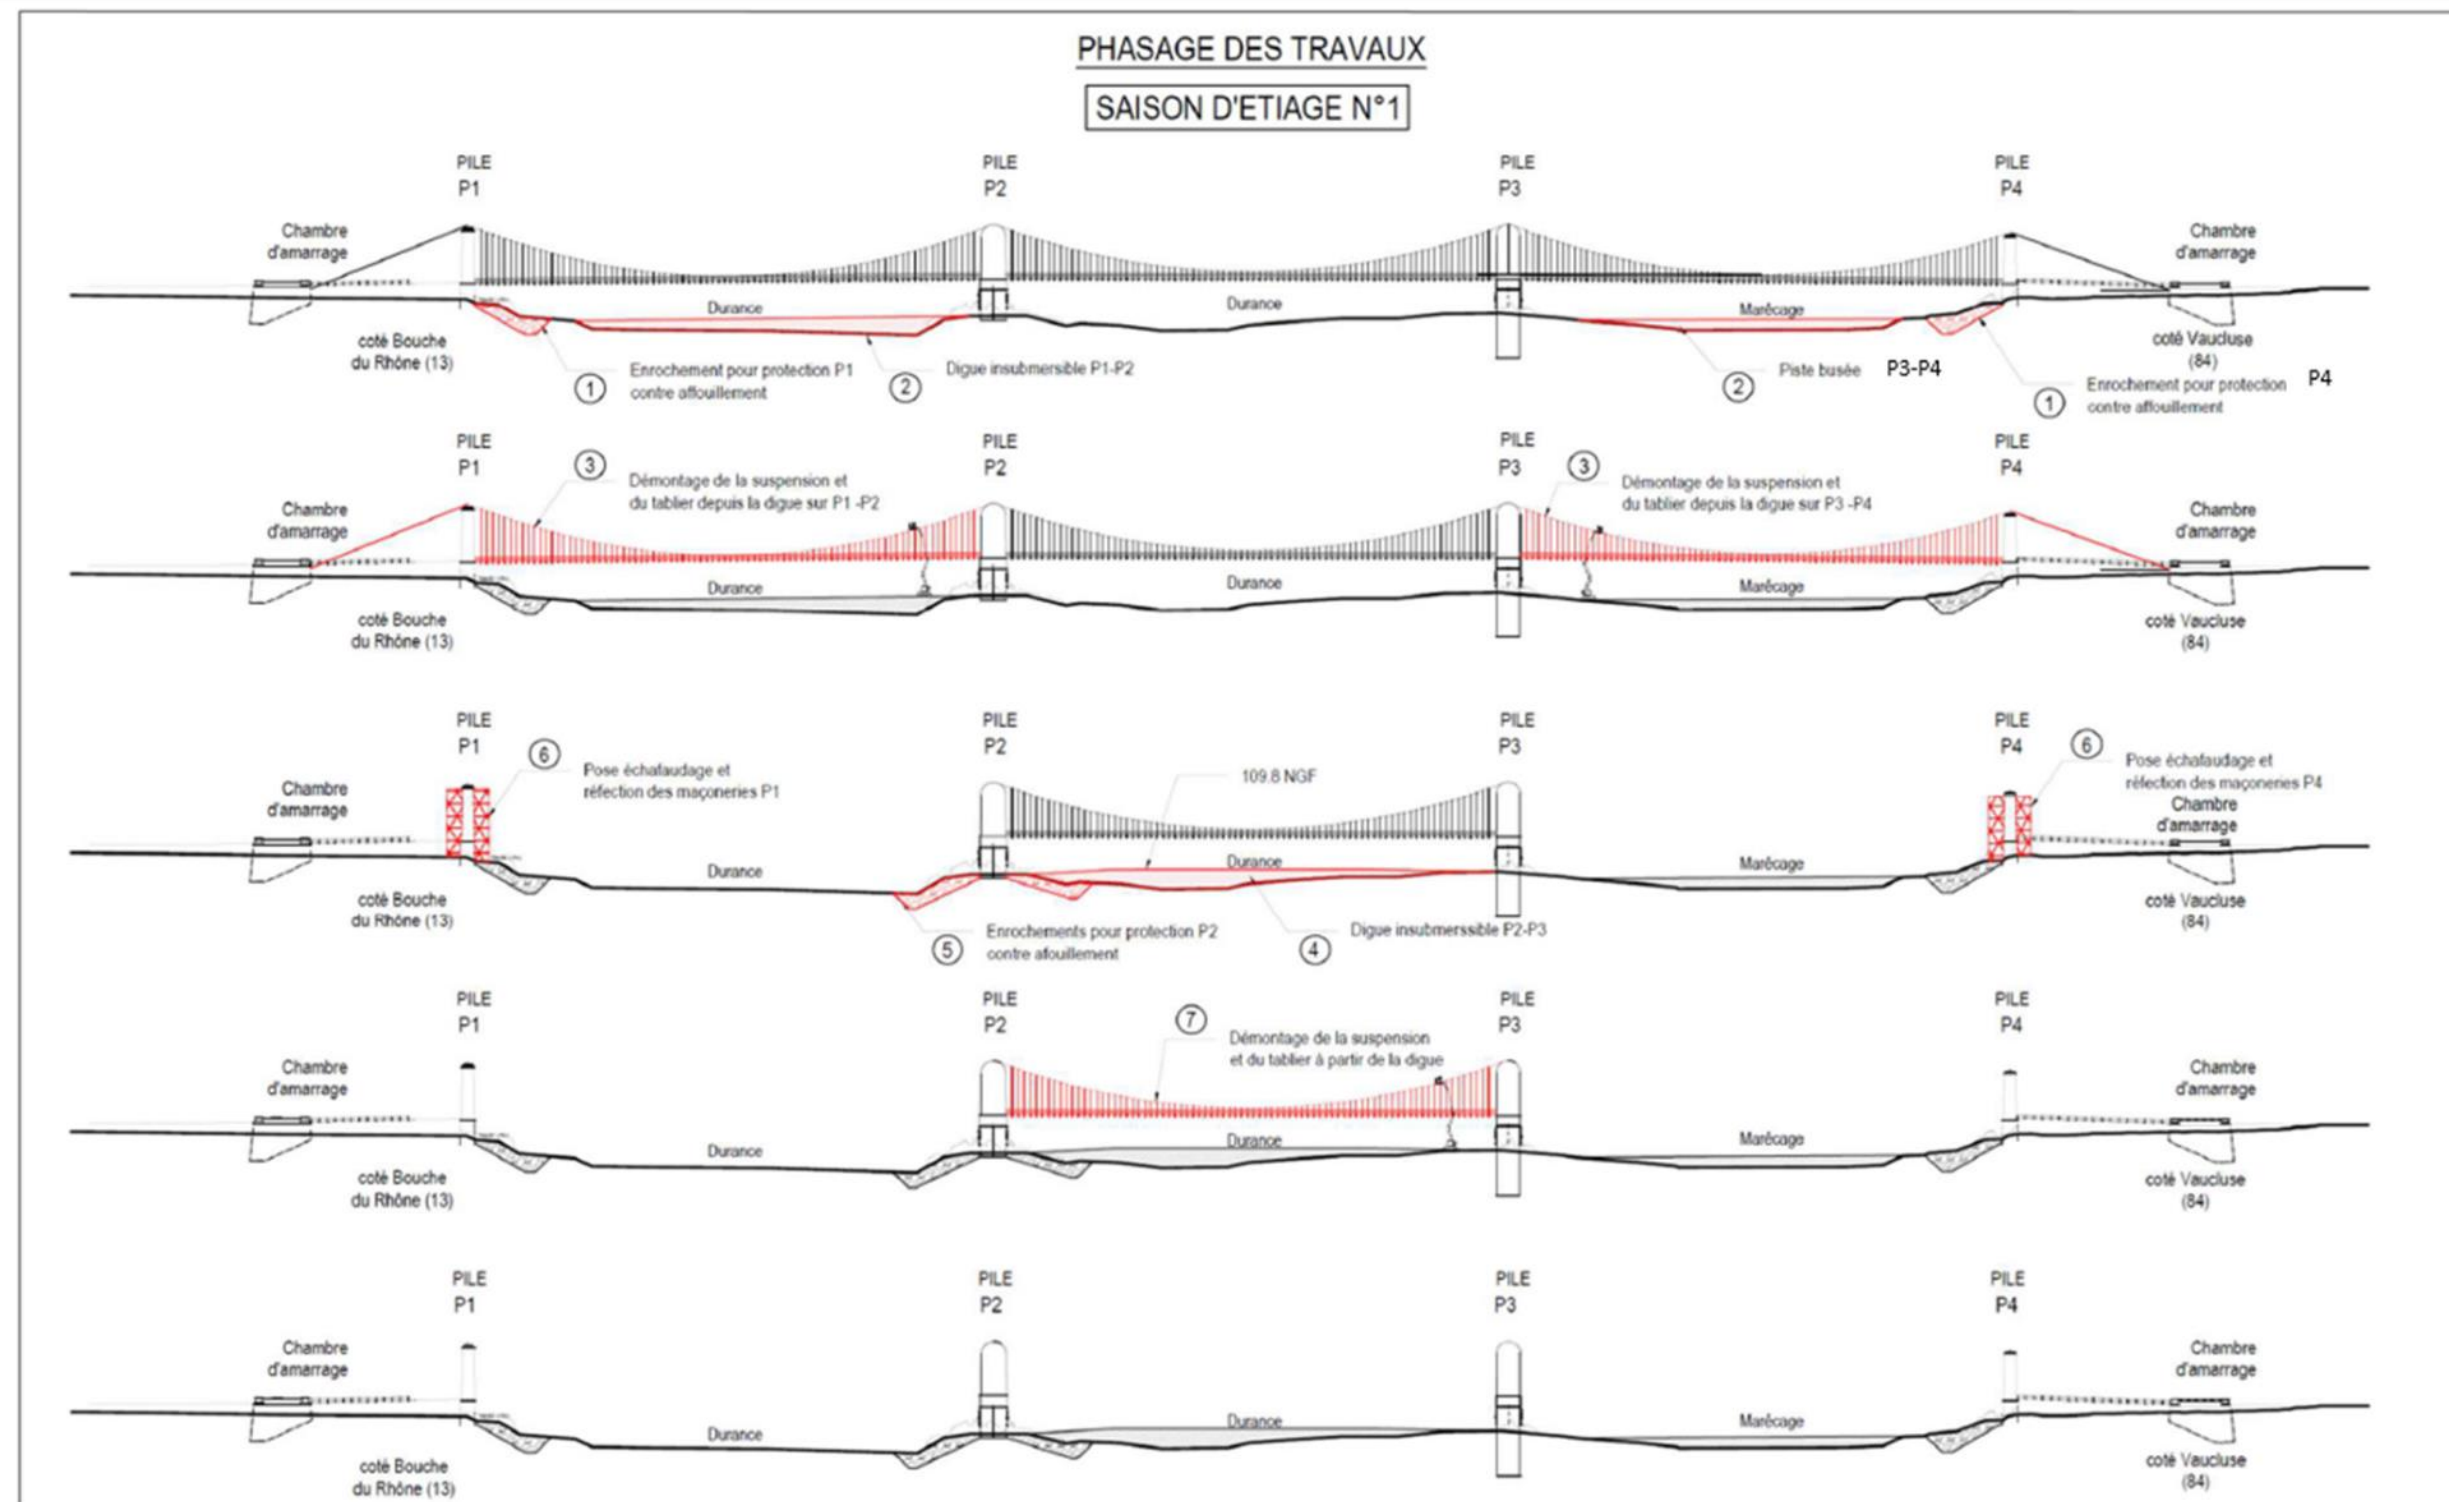 PHASAGE DES TRAVAUX
SAISON D'ETIAGE N°1
PILE
P1
PILE
P2
PILE
P3
PILE
P4
Chambre
d'amarrage
Chambre
d'amarrage
Durance
Durance
Marécage
coté Bouche
du Rhône (13)
coté Vaucluse
(84)
1
Enrochement pour protection P1
contre affouillement
2
Digue insubmersible P1-P2
2
Piste busée P3-P4
1
Enrochement pour protection P4
contre affouillement
PILE
P1
PILE
P2
PILE
P3
PILE
P4
3
Démontage de la suspension et
du tablier depuis la digue sur P1 -P2
3
Démontage de la suspension et
du tablier depuis la digue sur P3 -P4
Chambre
d'amarrage
Chambre
d'amarrage
Durance
Durance
Marécage
coté Bouche
du Rhône (13)
coté Vaucluse
(84)
PILE
P1
PILE
P2
PILE
P3
PILE
P4
6
Pose échafaudage et
réfection des maçoneries P1
109.8 NGF
6
Pose échafaudage et
réfection des maçoneries P4
Chambre
d'amarrage
Chambre
d'amarrage
Durance
Durance
Marécage
coté Bouche
du Rhône (13)
coté Vaucluse
(84)
5
Enrochements pour protection P2
contre afouillement
4
Digue insubmerssible P2-P3
PILE
P1
PILE
P2
PILE
P3
PILE
P4
7
Démontage de la suspension
et du tablier à partir de la digue
Chambre
d'amarrage
Chambre
d'amarrage
Durance
Durance
Marécage
coté Bouche
du Rhône (13)
coté Vaucluse
(84)
PILE
P1
PILE
P2
PILE
P3
PILE
P4
Chambre
d'amarrage
Chambre
d'amarrage
Durance
Durance
Marécage
coté Bouche
du Rhône (13)
coté Vaucluse
(84)